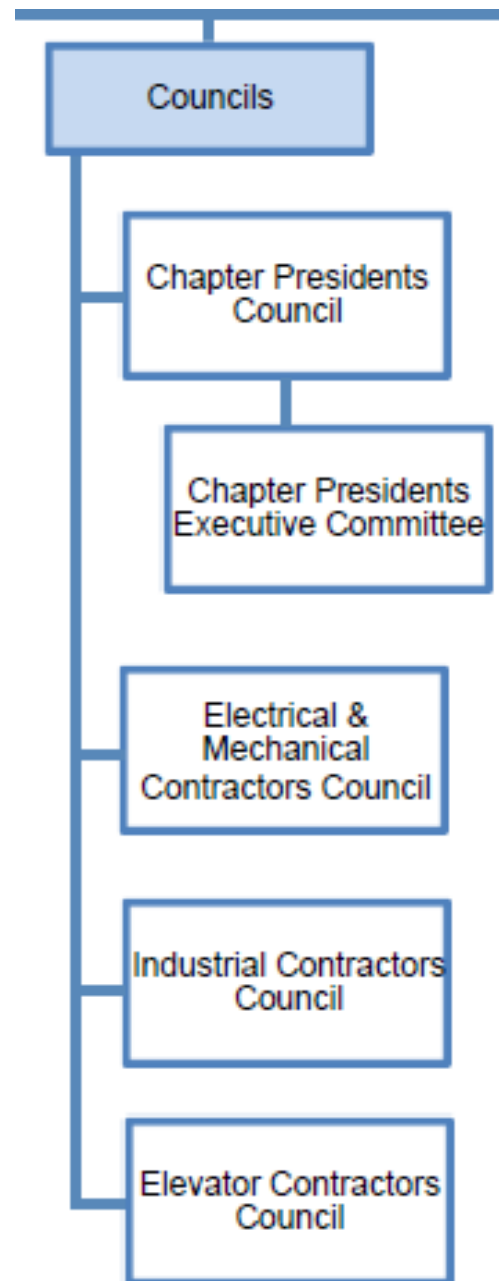 Councils
Chapter Presidents
Council
Chapter Presidents
Executive Committee
Electrical &
Mechanical
Contractors Council
Industrial Contractors
Council
Elevator Contractors
Council